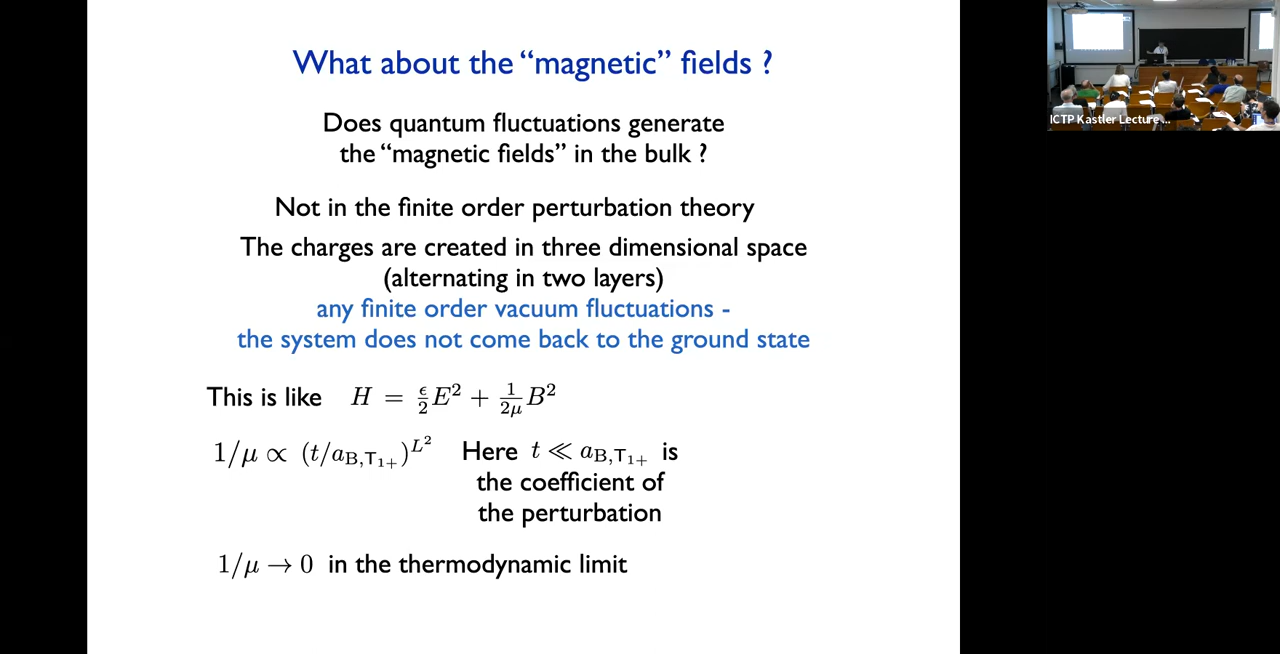 What about the “magnetic” fields ?
Does quantum fluctuations generate
the “magnetic fields” in the bulk ?
Not in the finite order perturbation theory
The charges are created in three dimensional space
(alternating in two layers)
any finite order vacuum fluctuations -
the system does not come back to the ground state
This is like H = ϵ/2 E² + 1/2μ B²
1/μ ∝ (t/a_{B,T₁₊})^{L²} Here t ≪ a_{B,T₁₊} is
the coefficient of
the perturbation
1/μ → 0 in the thermodynamic limit
ICTP Kastler Lecture ...